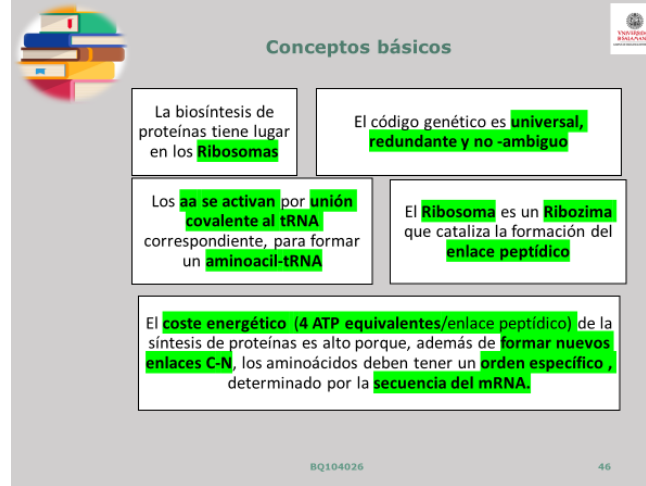 Conceptos básicos
La biosíntesis de
proteínas tiene lugar
en los Ribosomas
El código genético es universal,
redundante y no -ambiguo
Los aa se activan por unión
covalente al tRNA
correspondiente, para formar
un aminoacil-tRNA
El Ribosoma es un Ribozima
que cataliza la formación del
enlace peptídico
El coste energético (4 ATP equivalentes/enlace peptídico) de la
síntesis de proteínas es alto porque, además de formar nuevos
enlaces C-N, los aminoácidos deben tener un orden específico ,
determinado por la secuencia del mRNA.
BQ104026
46